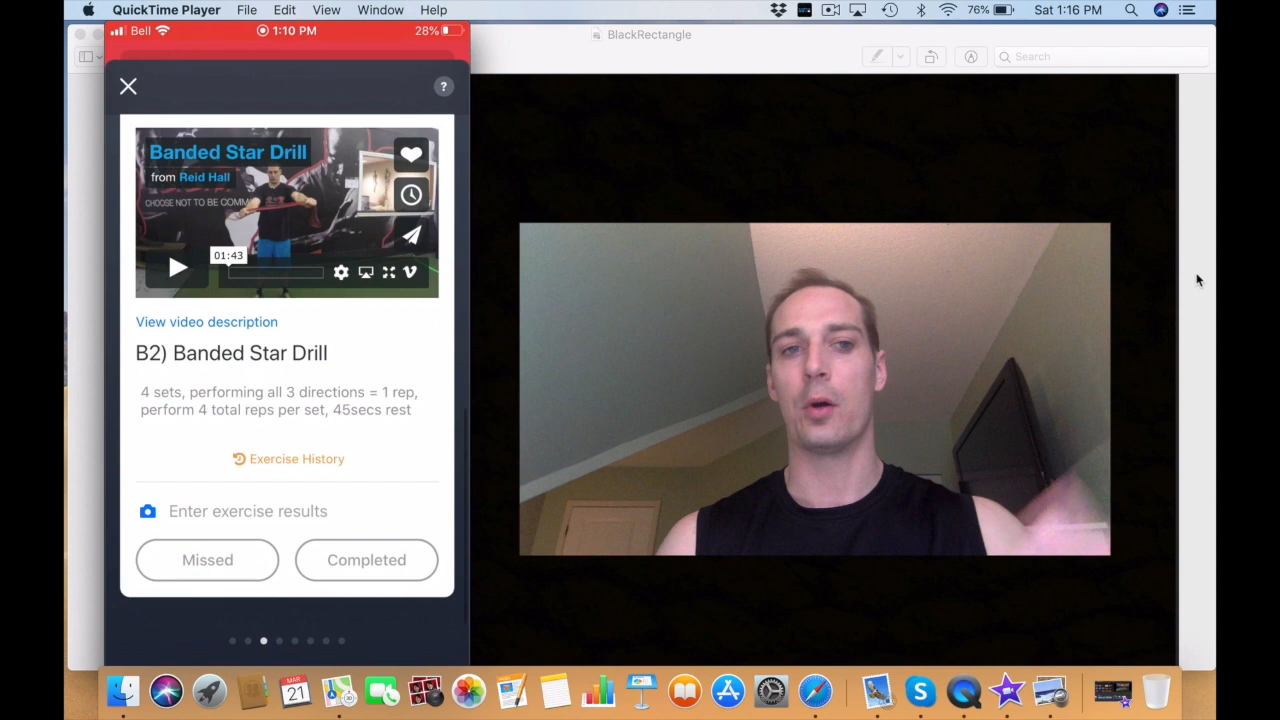 QuickTime Player File Edit View Window Help 76% Sat 1:16 PM
BlackRectangle
Search
Bell 1:10 PM 28%
?
Banded Star Drill
from Reid Hall
CHOOSE NOT TO BE COMM
01:43
View video description
B2) Banded Star Drill
4 sets, performing all 3 directions = 1 rep,
perform 4 total reps per set, 45secs rest
Exercise History
Enter exercise results
Missed Completed
21